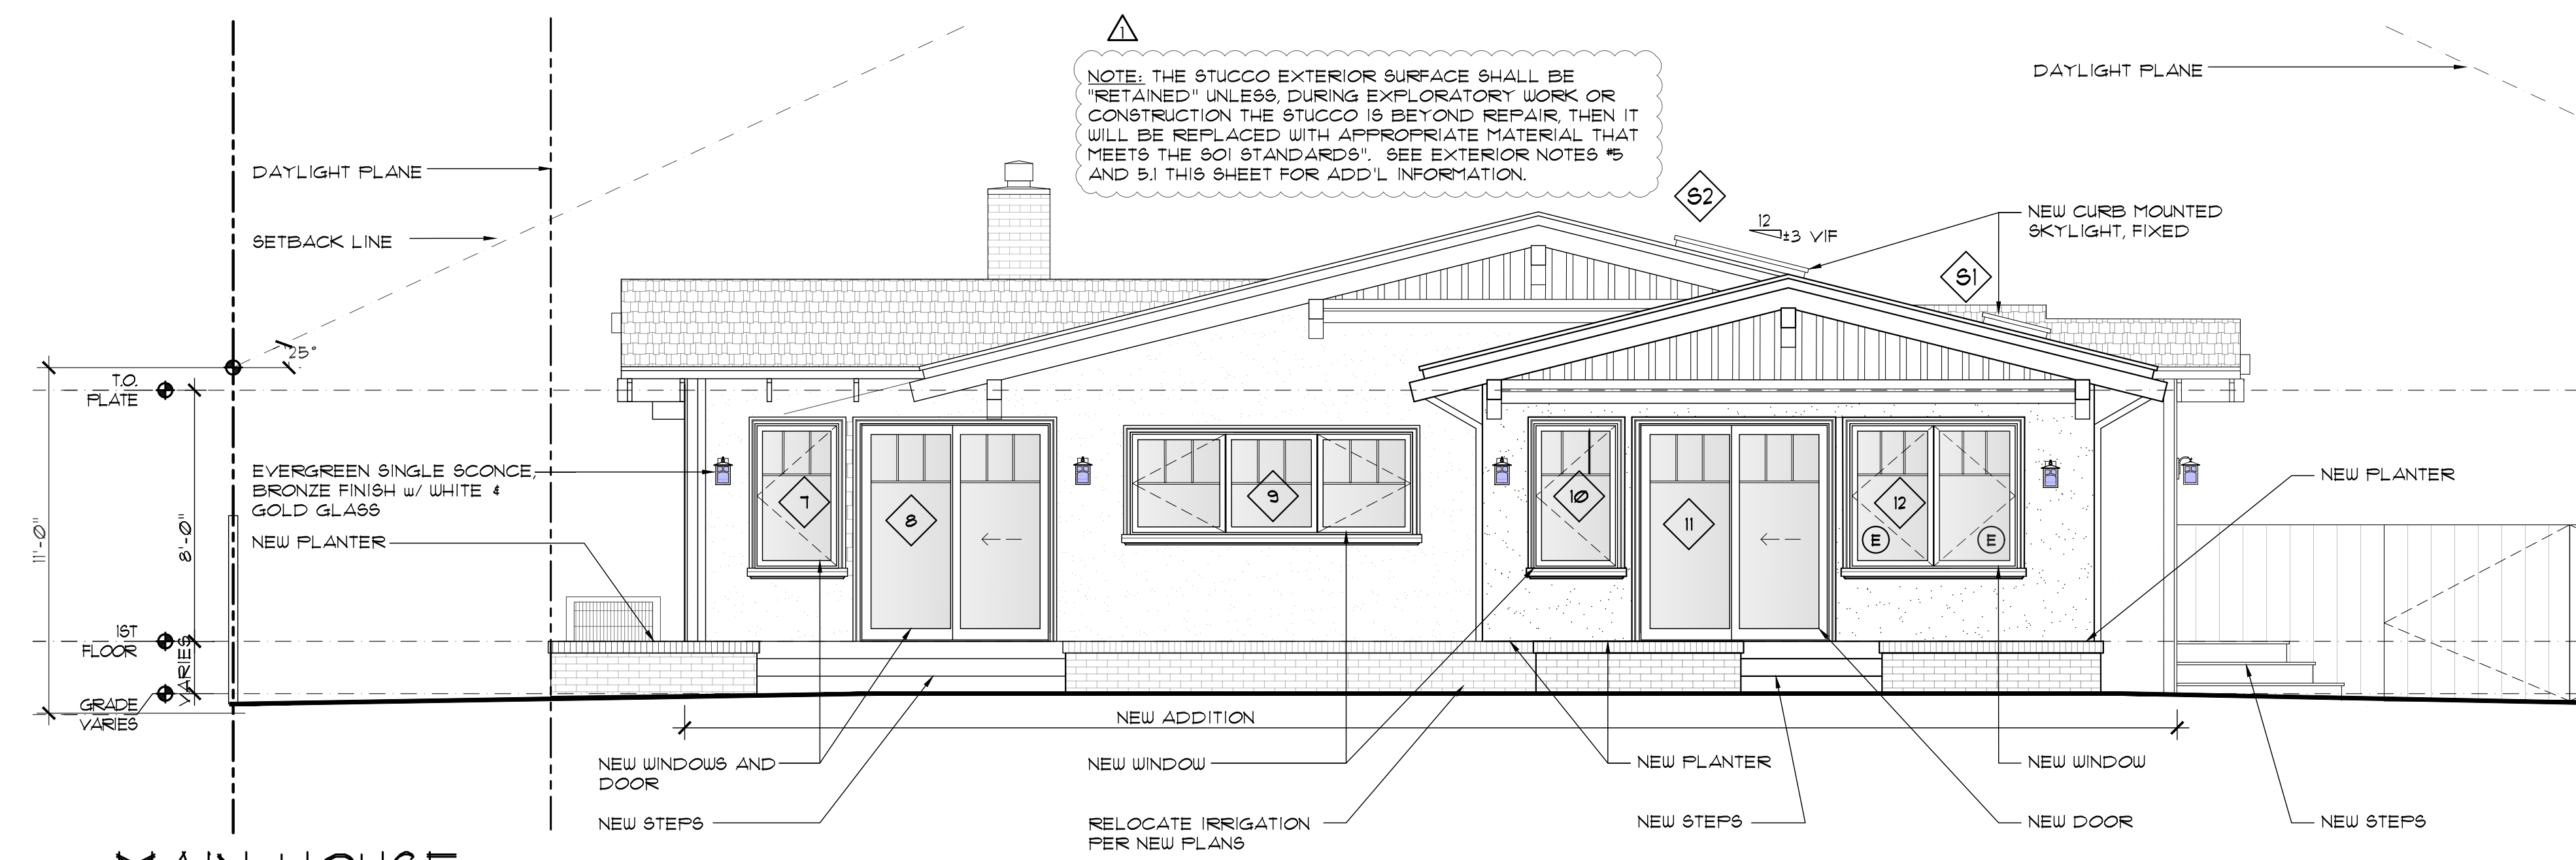 1
NOTE: THE STUCCO EXTERIOR SURFACE SHALL BE
"RETAINED" UNLESS, DURING EXPLORATORY WORK OR
CONSTRUCTION THE STUCCO IS BEYOND REPAIR, THEN IT
WILL BE REPLACED WITH APPROPRIATE MATERIAL THAT
MEETS THE SOI STANDARDS". SEE EXTERIOR NOTES #5
AND 5.1 THIS SHEET FOR ADD'L INFORMATION.
DAYLIGHT PLANE
DAYLIGHT PLANE
SETBACK LINE
S2
12
±3 VIF
NEW CURB MOUNTED
SKYLIGHT, FIXED
S1
25°
T.O.
PLATE
EVERGREEN SINGLE SCONCE,
BRONZE FINISH w/ WHITE &
GOLD GLASS
NEW PLANTER
11'-0"
8'-0"
7
8
9
10
11
12
E
E
NEW PLANTER
1ST
FLOOR
VARIES
GRADE
VARIES
NEW ADDITION
NEW WINDOWS AND
DOOR
NEW WINDOW
NEW PLANTER
NEW WINDOW
NEW STEPS
RELOCATE IRRIGATION
PER NEW PLANS
NEW STEPS
NEW DOOR
NEW STEPS
MAIN HOUSE